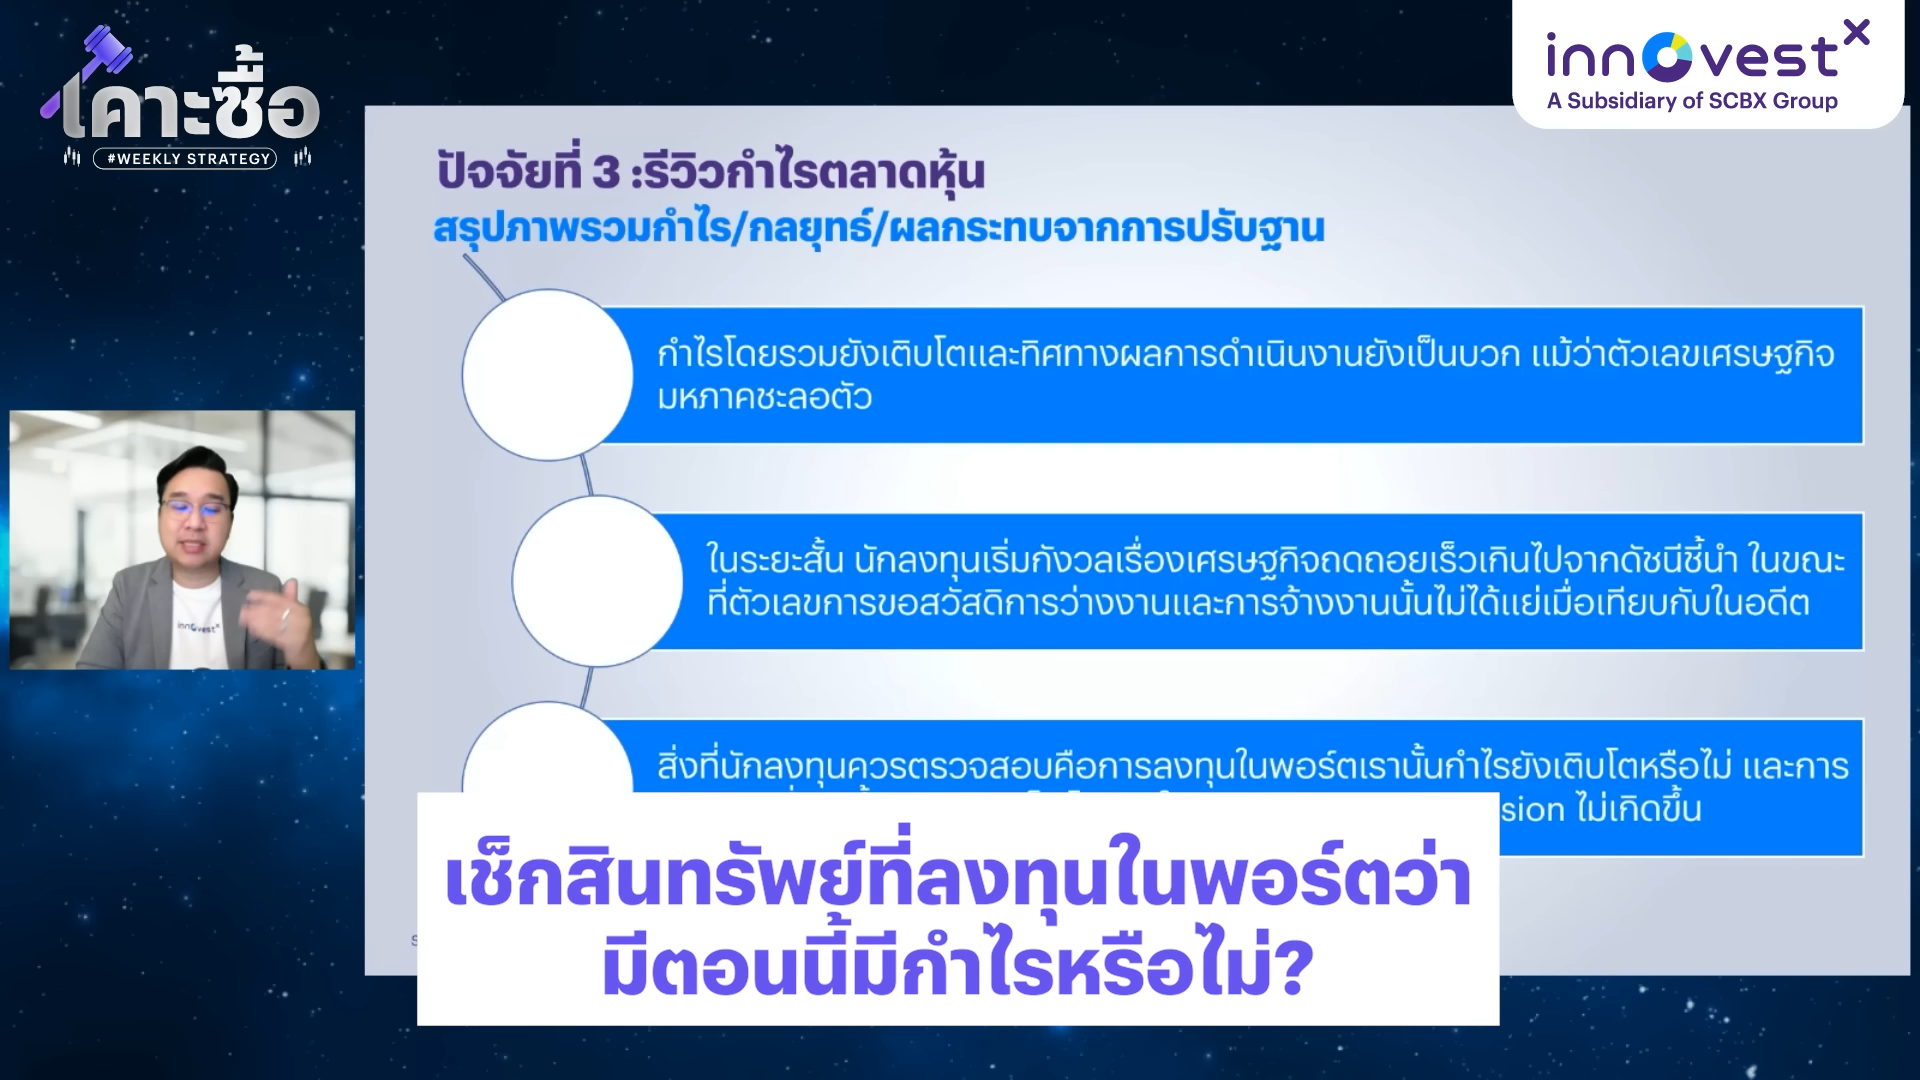 เคาะซื้อ
#WEEKLY STRATEGY
innovestx
A Subsidiary of SCBX Group
ปัจจัยที่ 3 :รีวิวกำไรตลาดหุ้น
สรุปภาพรวมกำไร/กลยุทธ์/ผลกระทบจากการปรับฐาน
กำไรโดยรวมยังเติบโตและทิศทางผลการดำเนินงานยังเป็นบวก แม้ว่าตัวเลขเศรษฐกิจ
มหภาคชะลอตัว
ในระยะสั้น นักลงทุนเริ่มกังวลเรื่องเศรษฐกิจถดถอยเร็วเกินไปจากดัชนีชี้นำ ในขณะ
ที่ตัวเลขการขอสวัสดิการว่างงานและการจ้างงานนั้นไม่ได้แย่เมื่อเทียบกับในอดีต
สิ่งที่นักลงทุนควรตรวจสอบคือการลงทุนในพอร์ตเรานั้นกำไรยังเติบโตหรือไม่ และการ
sion ไม่เกิดขึ้น
innovestx
เช็กสินทรัพย์ที่ลงทุนในพอร์ตว่า
มีตอนนี้มีกำไรหรือไม่?